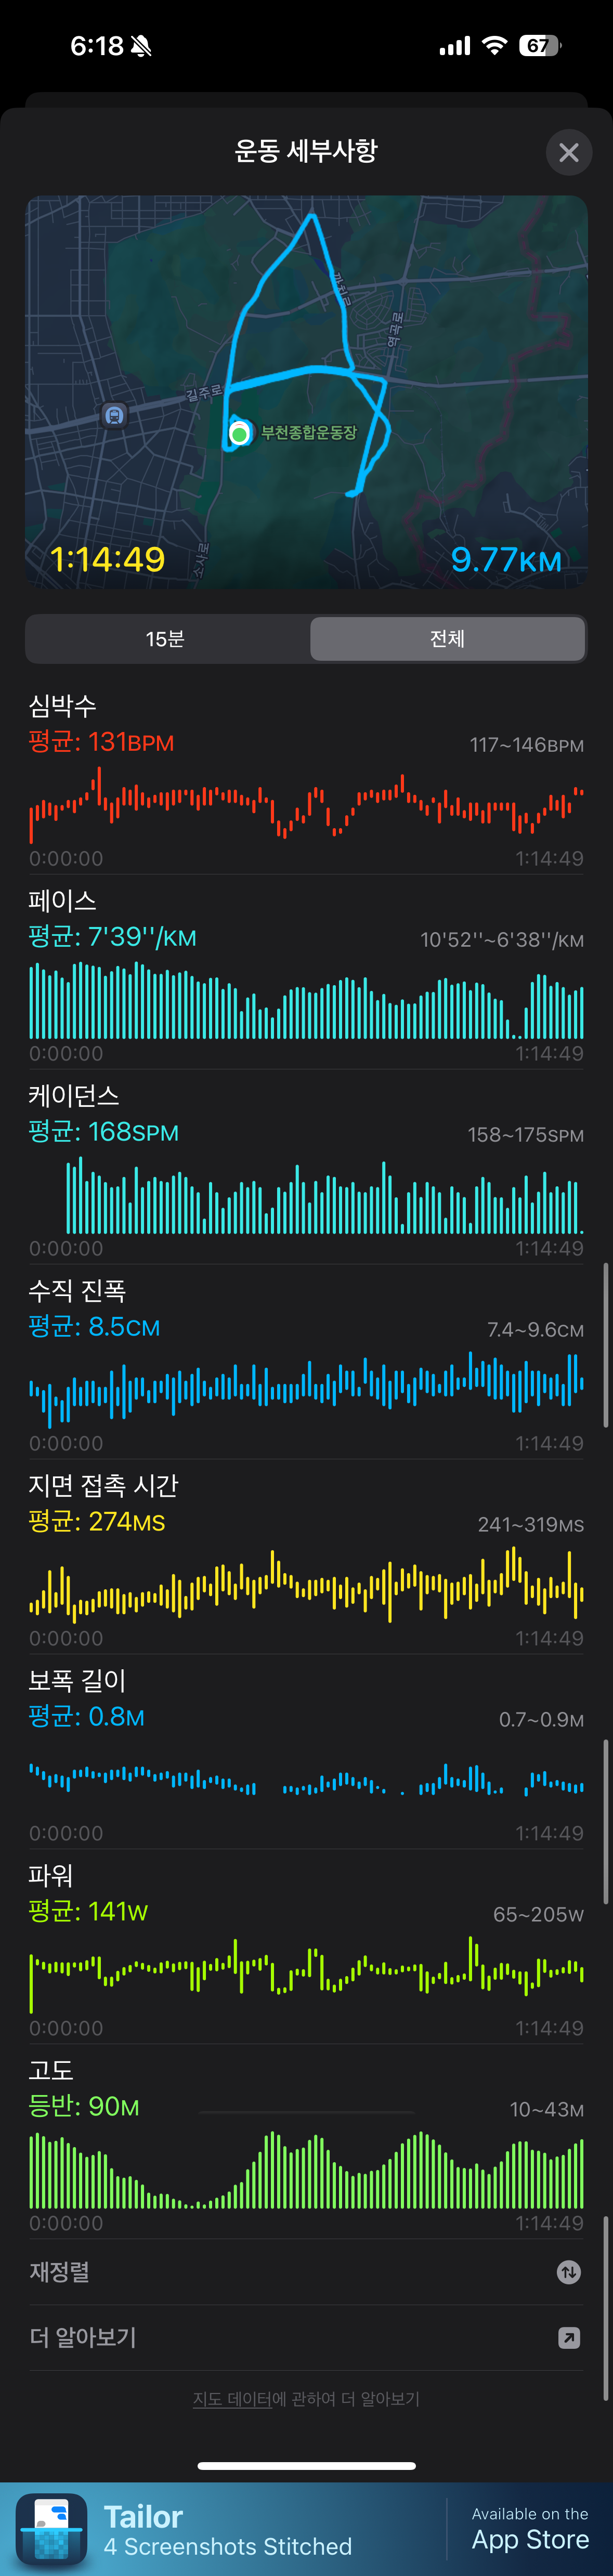 6:18
67
운동 세부사항
까치로
역곡로
길주로
부천종합운동장
소사로
1:14:49
9.77KM
15분
전체
심박수
평균: 131BPM
117~146BPM
0:00:00
1:14:49
페이스
평균: 7'39''/KM
10'52''~6'38''/KM
0:00:00
1:14:49
케이던스
평균: 168SPM
158~175SPM
0:00:00
1:14:49
수직 진폭
평균: 8.5CM
7.4~9.6CM
0:00:00
1:14:49
지면 접촉 시간
평균: 274MS
241~319MS
0:00:00
1:14:49
보폭 길이
평균: 0.8M
0.7~0.9M
0:00:00
1:14:49
파워
평균: 141W
65~205W
0:00:00
1:14:49
고도
등반: 90M
10~43M
0:00:00
1:14:49
재정렬
더 알아보기
지도 데이터에 관하여 더 알아보기
Tailor
4 Screenshots Stitched
Available on the
App Store